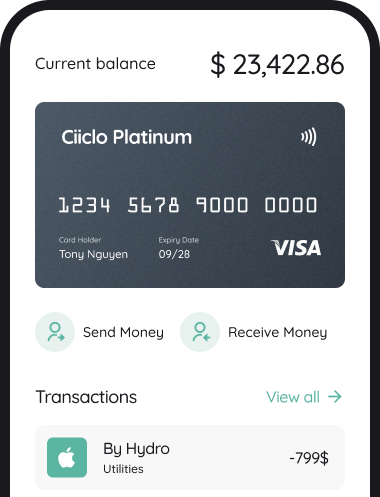 Current balance
$ 23,422.86
Ciiclo Platinum
1234 5678 9000 0000
Card Holder
Expiry Date
Tony Nguyen
09/28
VISA
Send Money
Receive Money
Transactions
View all
By Hydro
Utilities
-799$